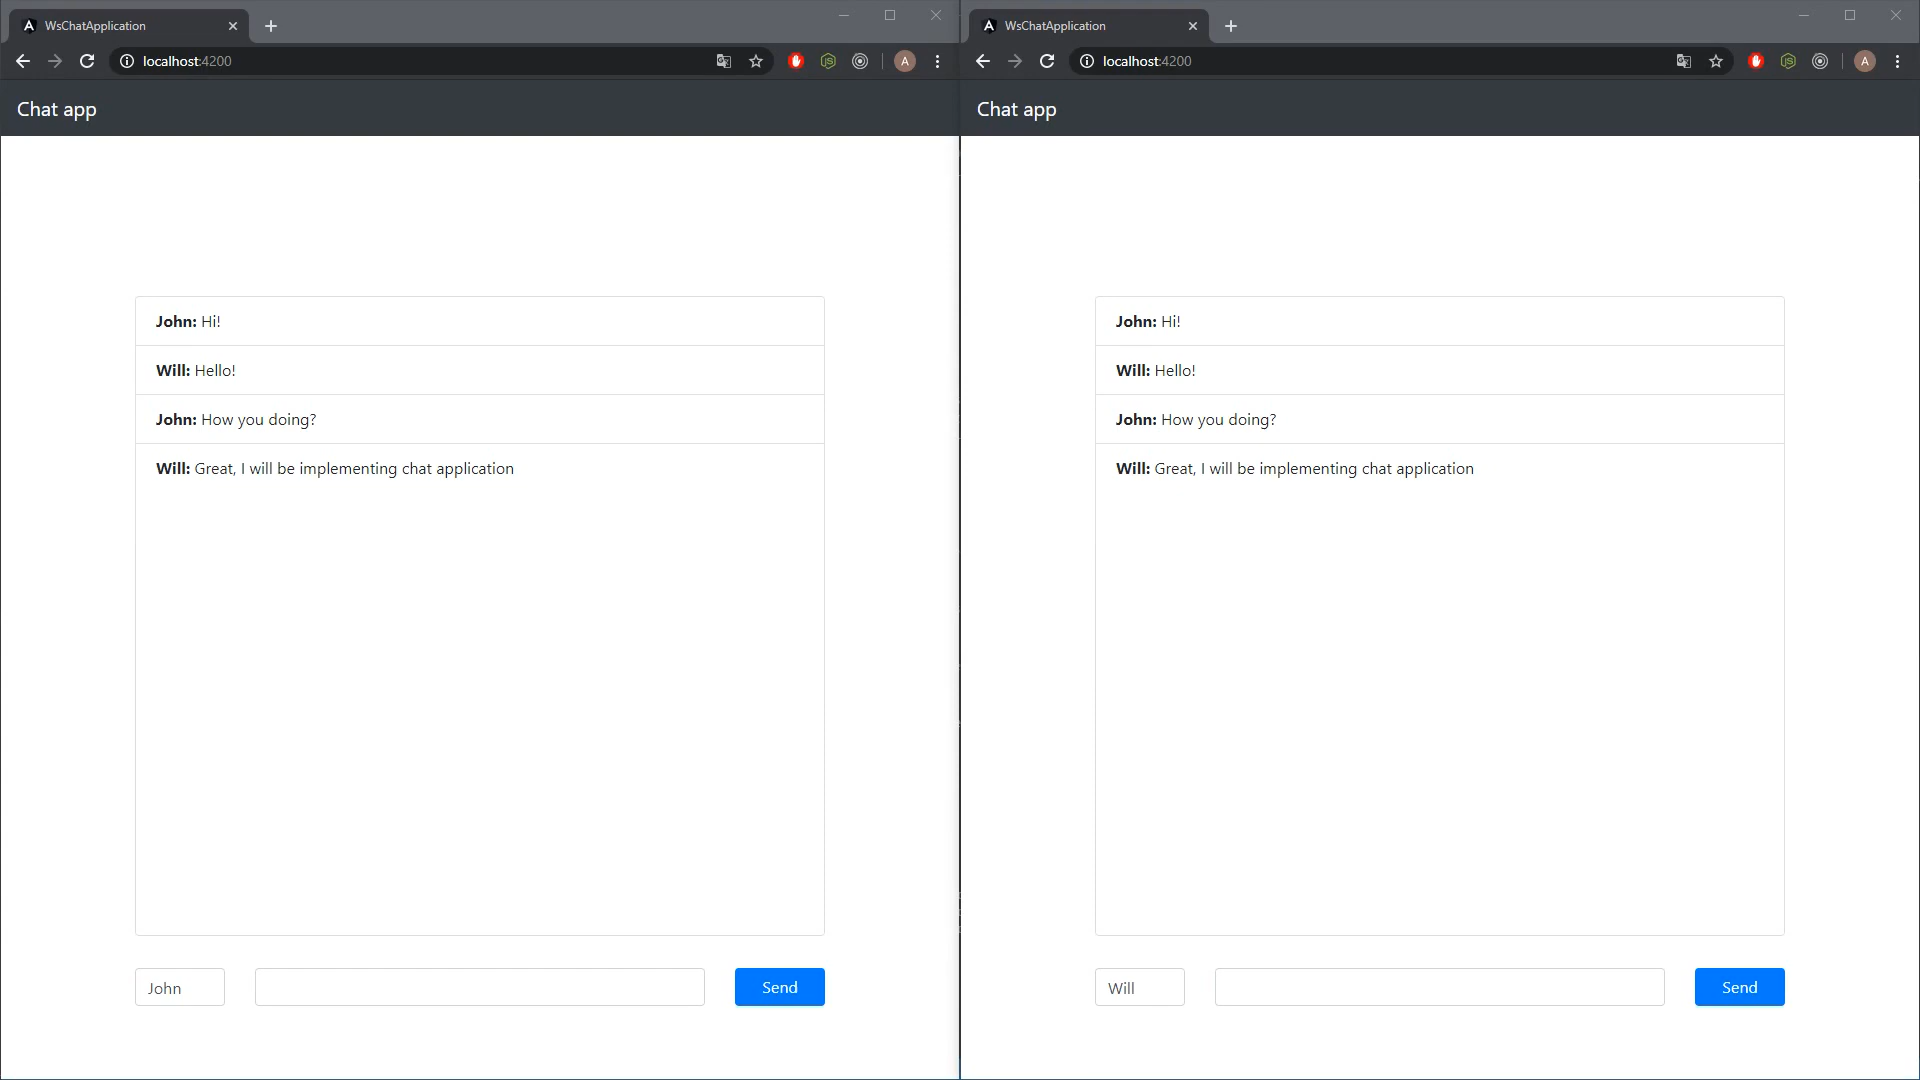 WsChatApplication
localhost:4200
A
Chat app
John: Hi!
Will: Hello!
John: How you doing?
Will: Great, I will be implementing chat application
John
Send
WsChatApplication
localhost:4200
A
Chat app
John: Hi!
Will: Hello!
John: How you doing?
Will: Great, I will be implementing chat application
Will
Send